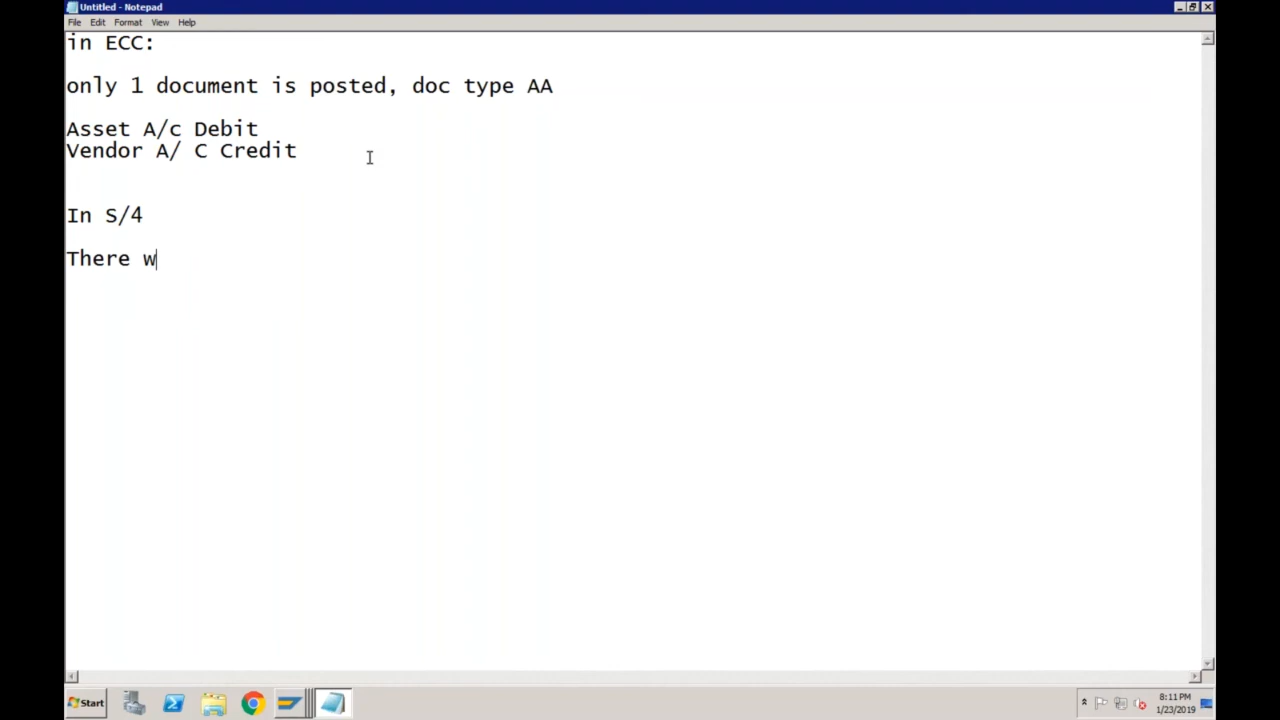 Untitled - Notepad
File Edit Format View Help
in ECC:
only 1 document is posted, doc type AA
Asset A/c Debit
Vendor A/ C Credit
In S/4
There w
Start
8:11 PM
1/23/2019